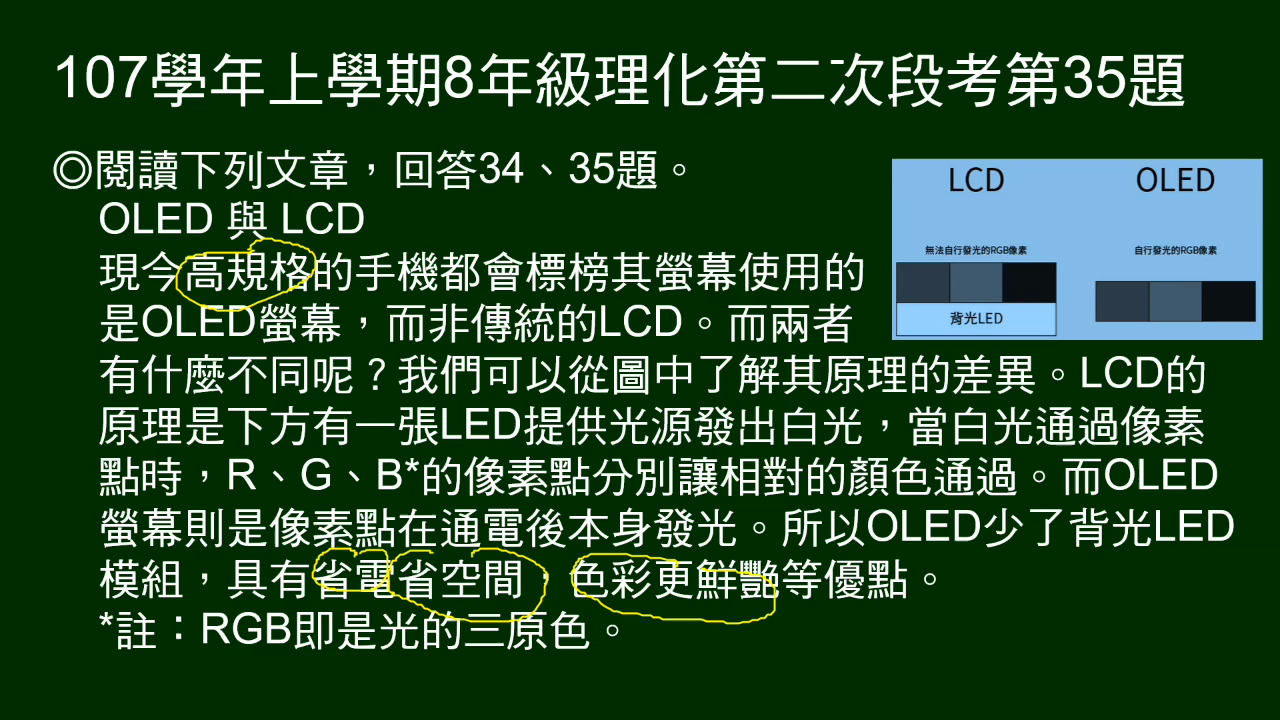 107學年上學期8年級理化第二次段考第35題
◎閱讀下列文章，回答34、35題。
OLED 與 LCD
現今高規格的手機都會標榜其螢幕使用的
是OLED螢幕，而非傳統的LCD。而兩者
有什麼不同呢？我們可以從圖中了解其原理的差異。LCD的
原理是下方有一張LED提供光源發出白光，當白光通過像素
點時，R、G、B*的像素點分別讓相對的顏色通過。而OLED
螢幕則是像素點在通電後本身發光。所以OLED少了背光LED
模組，具有省電省空間，色彩更鮮艷等優點。
*註：RGB即是光的三原色。
LCD
無法自行發光的RGB像素
背光LED
OLED
自行發光的RGB像素